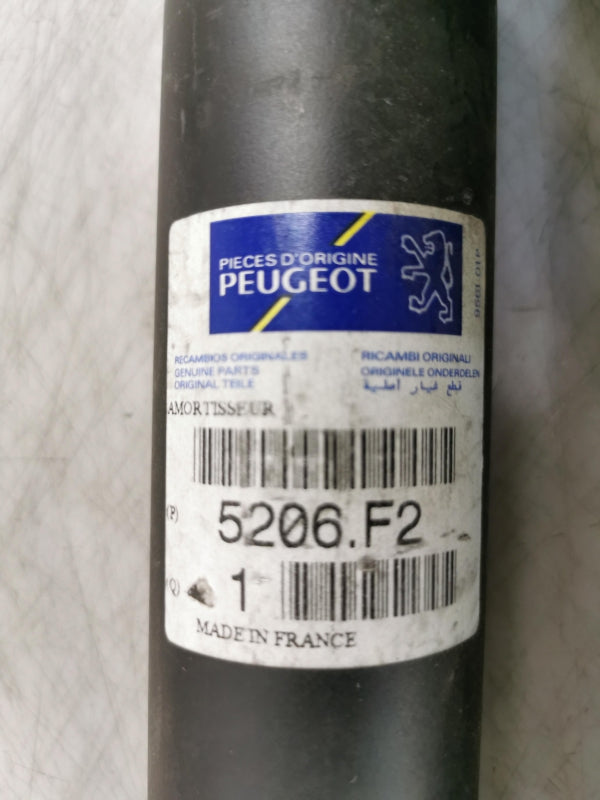 PIECES D'ORIGINE
PEUGEOT
RECAMBIOS ORIGINALES
GENUINE PARTS
ORIGINAL TEILE
RICAMBI ORIGINALI
ORIGINELE ONDERDELEN
قطع غيار أصلية
AMORTISSEUR
(P)
5206.F2
Q)
1
MADE IN FRANCE